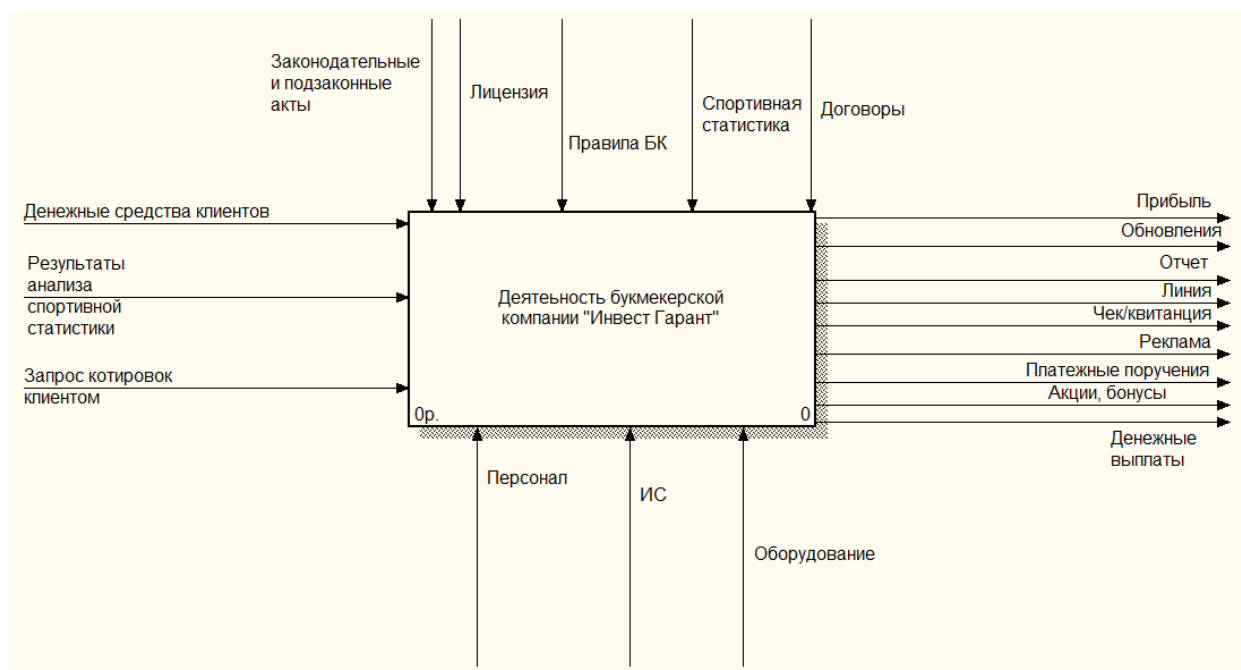 Законодательные
и подзаконные
акты
Лицензия
Правила БК
Спортивная
статистика
Договоры
Денежные средства клиентов
Результаты
анализа
спортивной
статистики
Запрос котировок
клиентом
Деятеьность букмекерской
компании "Инвест Гарант"
0р.
0
Прибыль
Обновления
Отчет
Линия
Чек/квитанция
Реклама
Платежные поручения
Акции, бонусы
Денежные
выплаты
Персонал
ИС
Оборудование